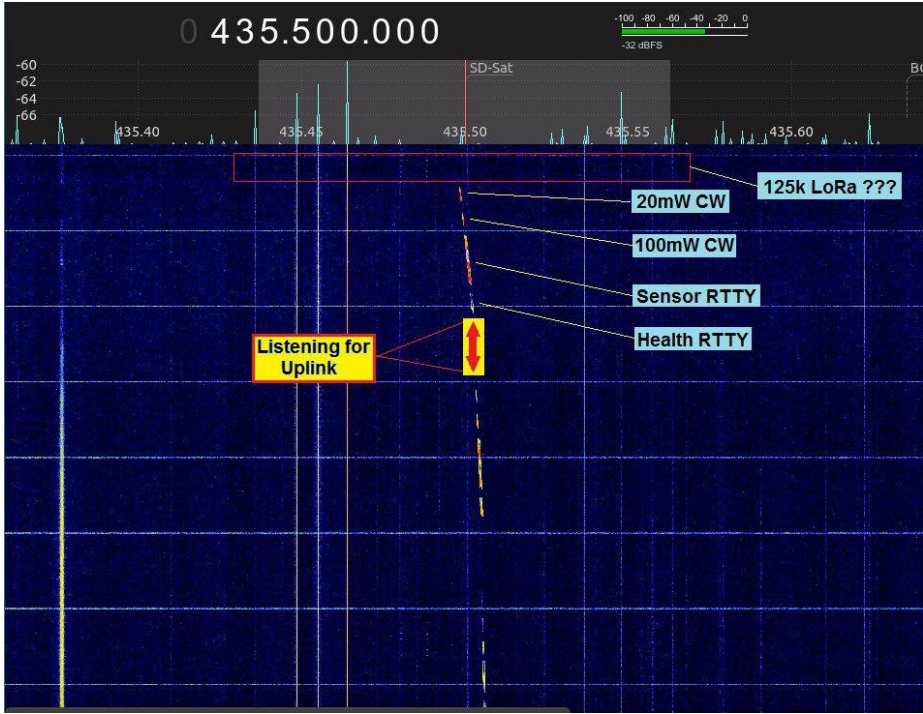 0 435.500.000
-100 -80 -60 -40 -20 0
-32 dBFS
-60
-62
-64
-66
SD-Sat
435.40
435.45
435.50
435.55
435.60
125k LoRa ???
20mW CW
100mW CW
Sensor RTTY
Health RTTY
Listening for
Uplink